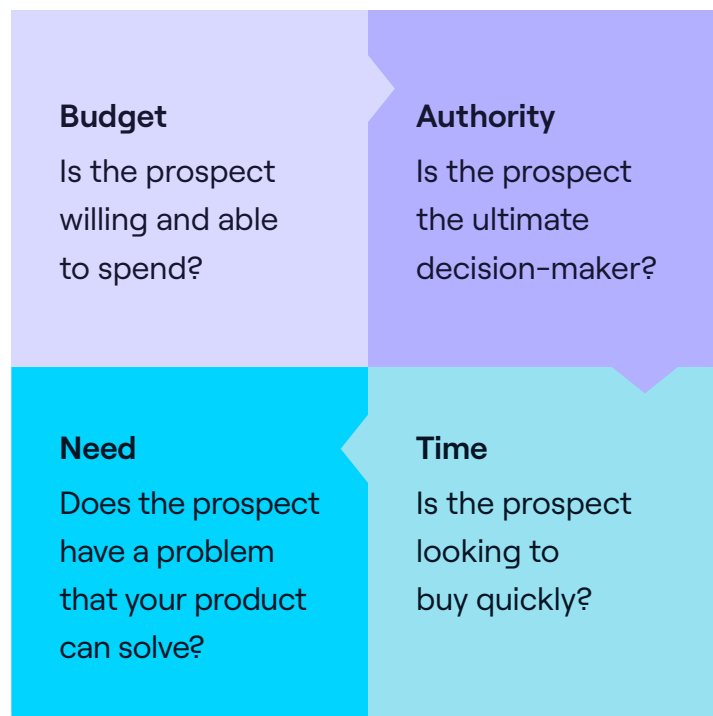 Budget
Is the prospect
willing and able
to spend?
Authority
Is the prospect
the ultimate
decision-maker?
Need
Does the prospect
have a problem
that your product
can solve?
Time
Is the prospect
looking to
buy quickly?